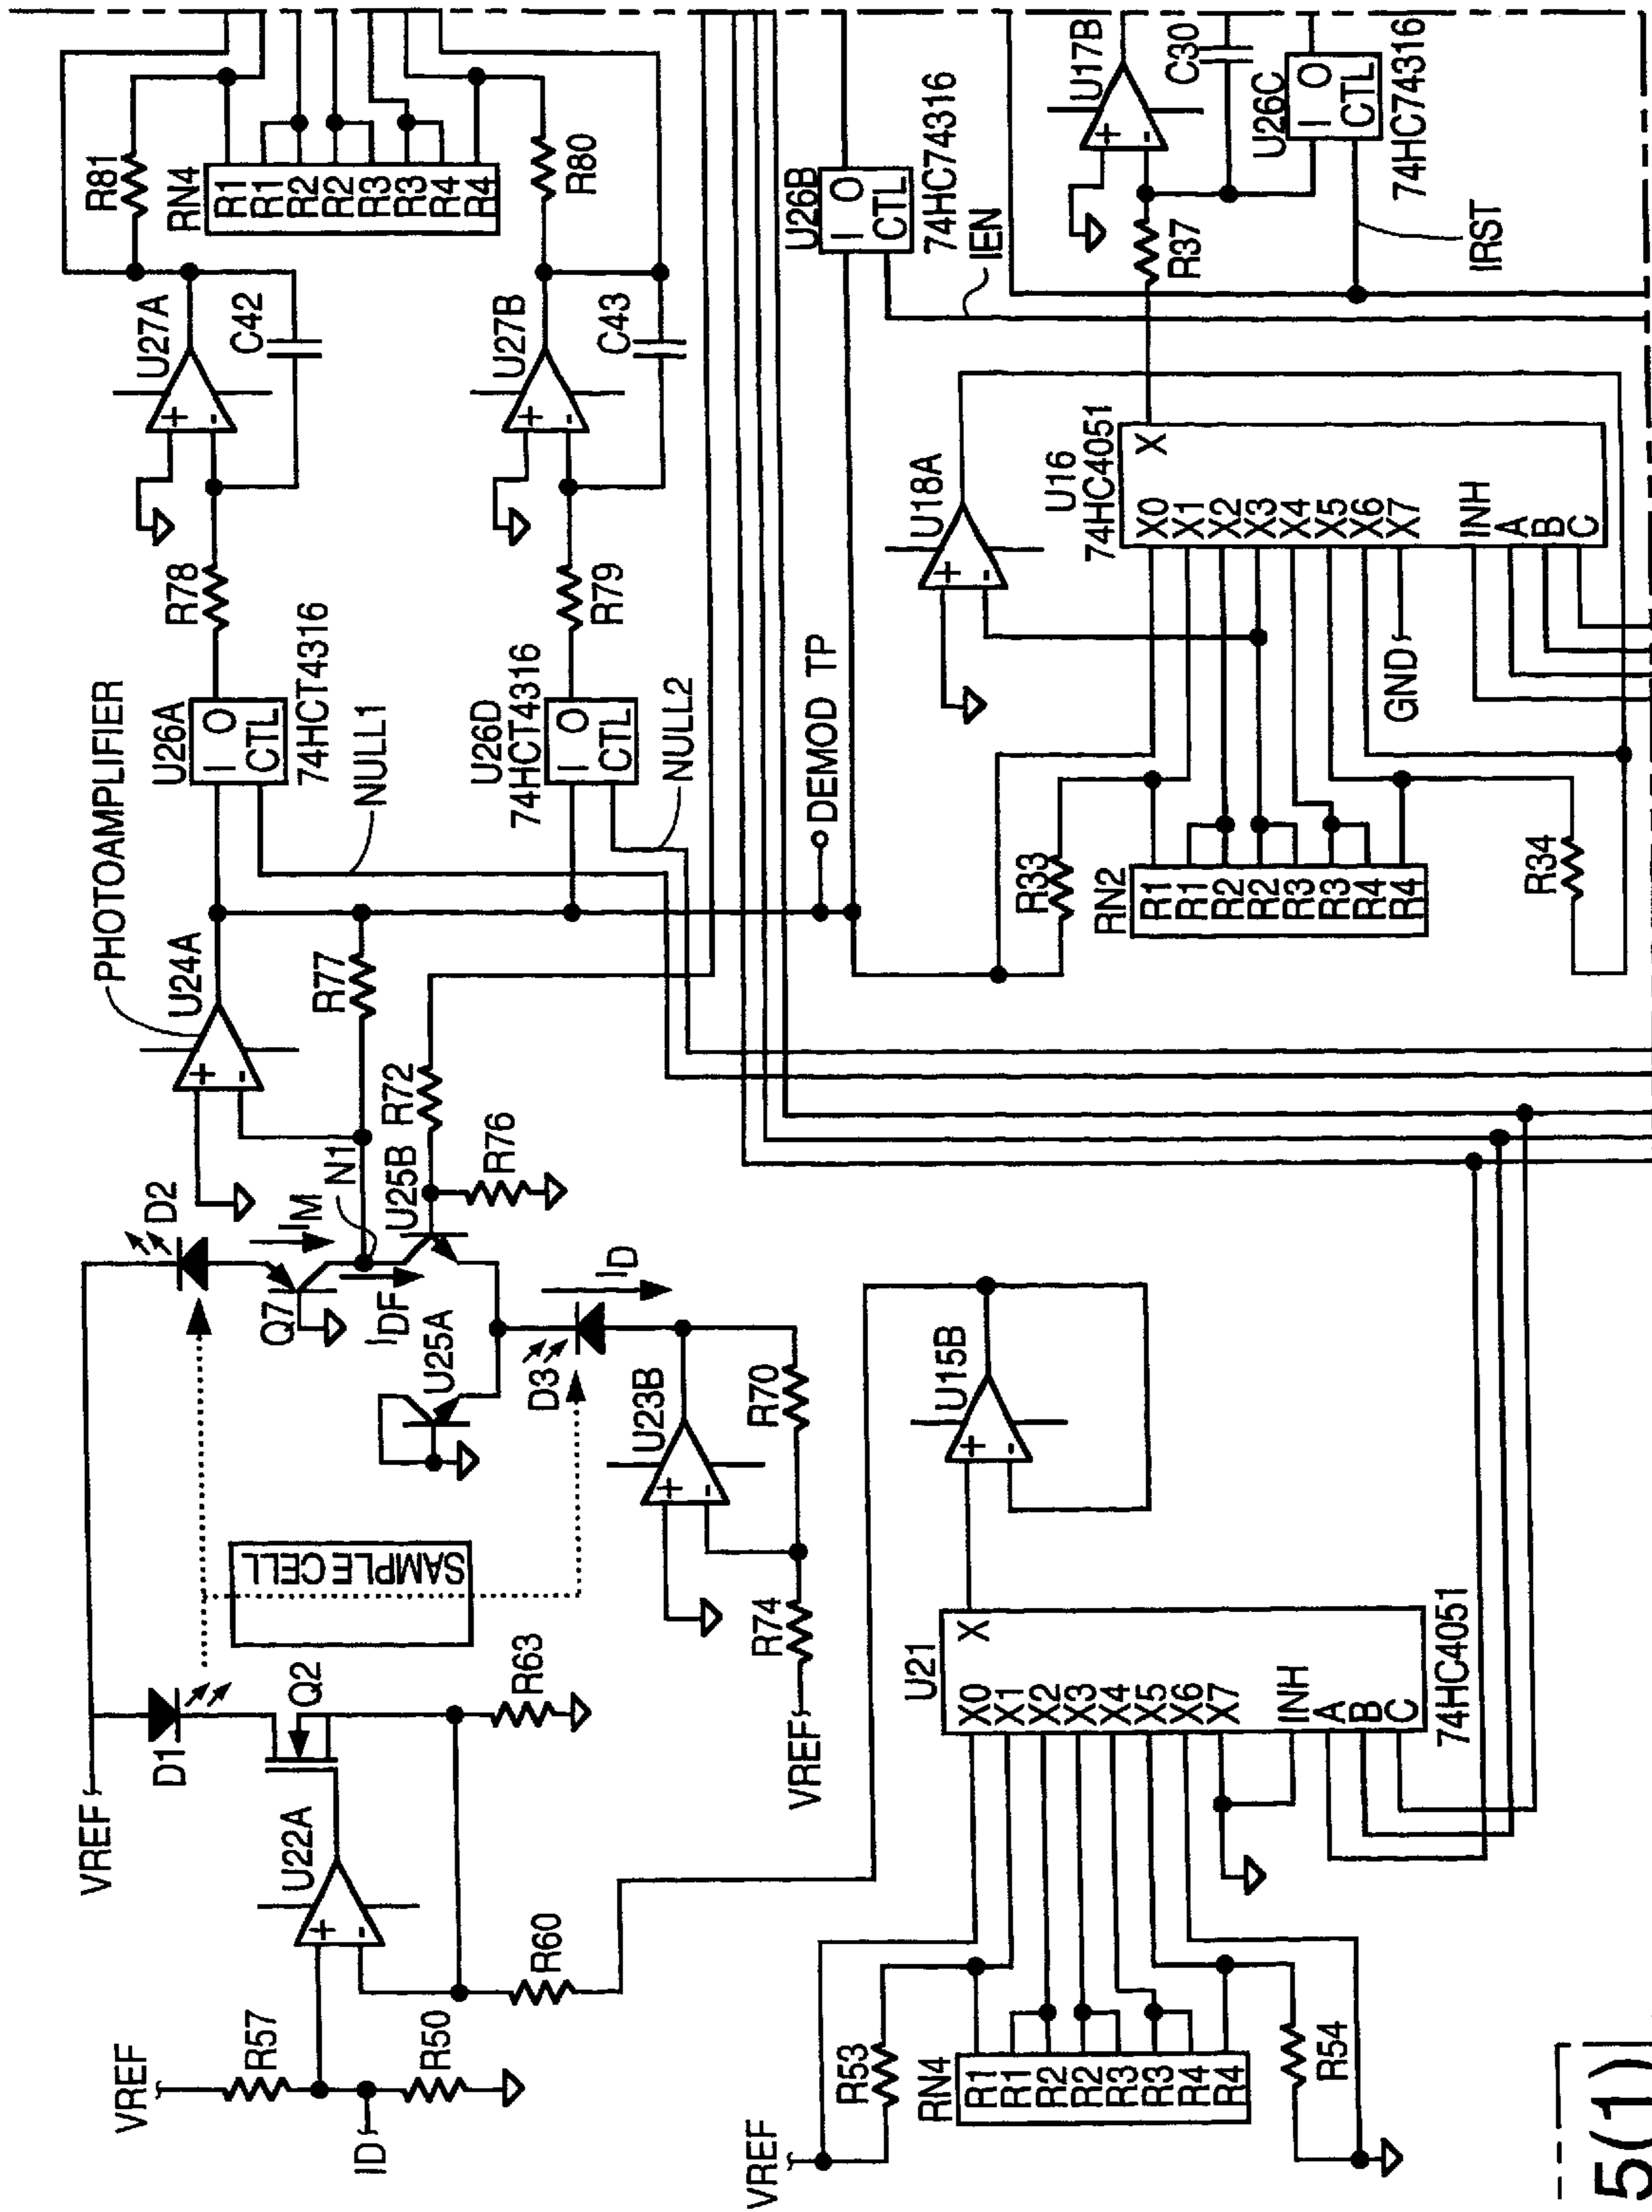 VREF
D1
Q2
SAMPLE CELL
D2
IM
Q7
N1
IDF
U25A
U25B
D3
ID
R72
R76
PHOTOAMPLIFIER
U24A
+
-
R77
U26A
I O
CTL
74HCT4316
NULL1
R78
U27A
+
-
C42
R81
RN4
R1
R1
R2
R2
R3
R3
R4
R4
R80
U27B
+
-
C43
R79
U26D
74HCT4316
I O
CTL
NULL2
DEMOD TP
VREF
R57
ID
R50
U22A
+
-
R60
R63
U23B
+
-
R70
R74
VREF
U26B
I O
CTL
74HC74316
IEN
U17B
+
-
C30
U26C
I O
CTL
74HC74316
R37
IRST
U18A
+
-
U16
74HC4051
X
X0
X1
X2
X3
X4
X5
X6
X7
INH
A
B
C
GND
R33
RN2
R1
R1
R2
R2
R3
R3
R4
R4
R34
U15B
+
-
U21
X
X0
X1
X2
X3
X4
X5
X6
X7
INH
A
B
C
74HC4051
VREF
R53
RN4
R1
R1
R2
R2
R3
R3
R4
R4
R54
5(1)